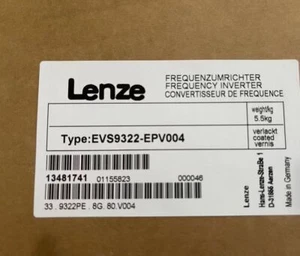 Lenze
FREQUENZUMRICHTER
FREQUENCY INVERTER
CONVERTISSEUR DE FREQUENCE
weight/kg
5.5kg
Type:EVS9322-EPV004
verlackt
coated
vernis
13481741 01155823 000046
33 . 9322PE . 8G. 80. V004
Lenze
Hans-Lenze-Straße 1
D-31855 Aerzen
Made in Germany